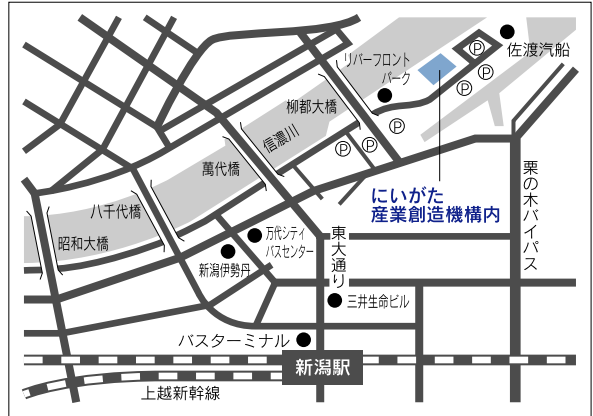 佐渡汽船
リバーフロント
パーク
P
P
P
P
P
P
柳都大橋
信濃川
萬代橋
八千代橋
昭和大橋
にいがた
産業創造機構内
栗の木バイパス
万代シティ
バスセンター
新潟伊勢丹
東大通り
三井生命ビル
バスターミナル
新潟駅
上越新幹線